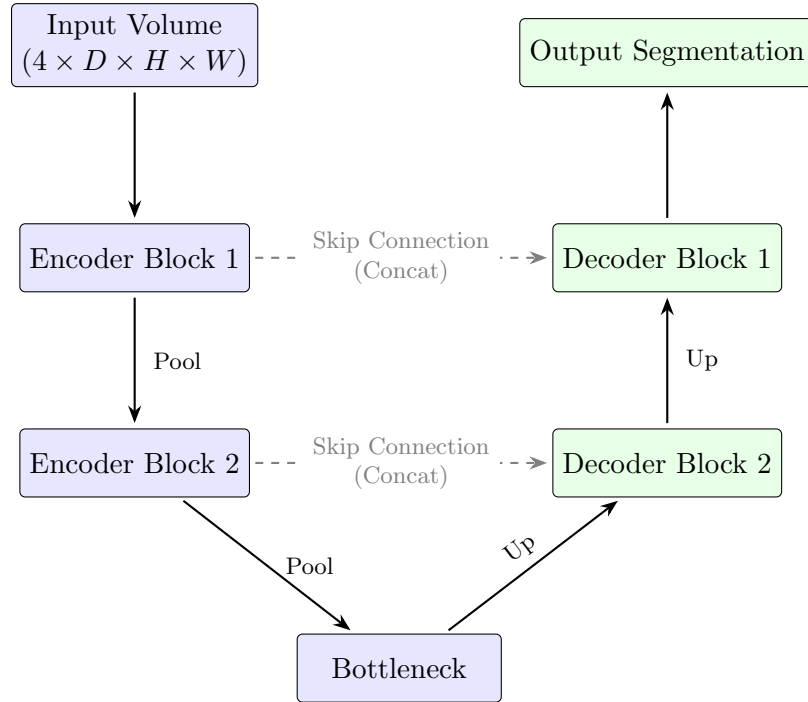 Input Volume
(4 × D × H × W)
Output Segmentation
Encoder Block 1
Skip Connection
(Concat)
Decoder Block 1
Pool
Up
Encoder Block 2
Skip Connection
(Concat)
Decoder Block 2
Pool
Up
Bottleneck